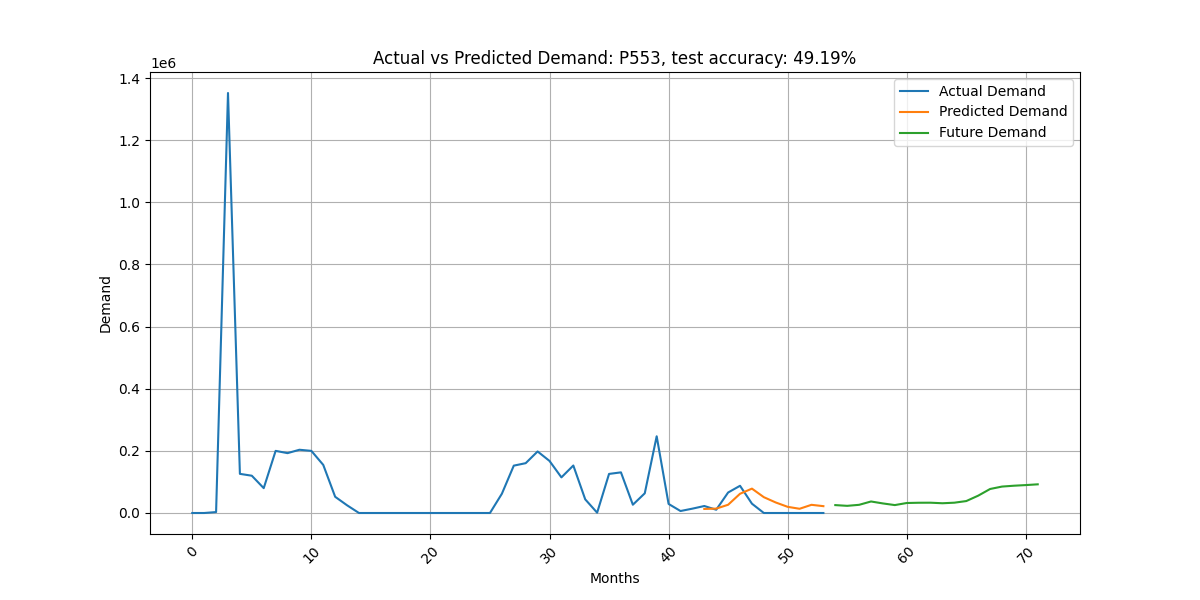 Actual vs Predicted Demand: P553, test accuracy: 49.19%
1e6
Actual Demand
Predicted Demand
Future Demand
1.4
1.2
1.0
0.8
0.6
0.4
0.2
0.0
Demand
0
10
20
30
40
50
60
70
Months